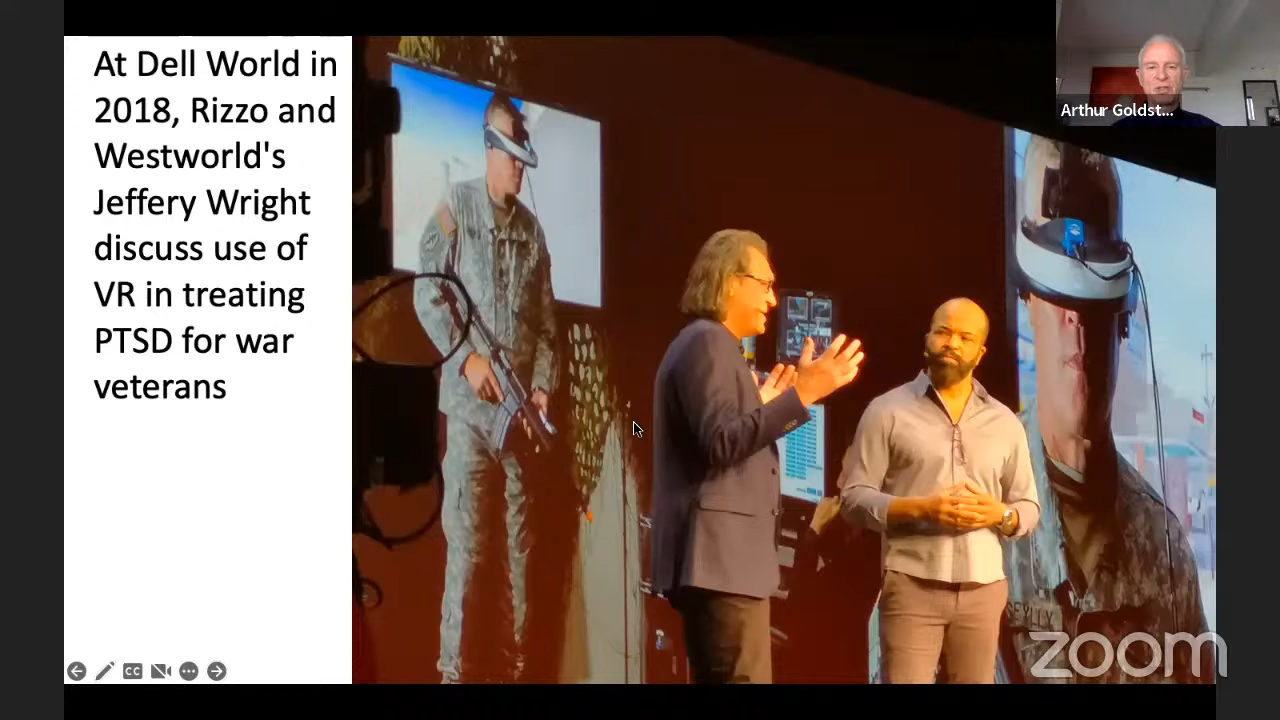 At Dell World in
2018, Rizzo and
Westworld's
Jeffery Wright
discuss use of
VR in treating
PTSD for war
veterans
Arthur Goldst...
CC
zoom